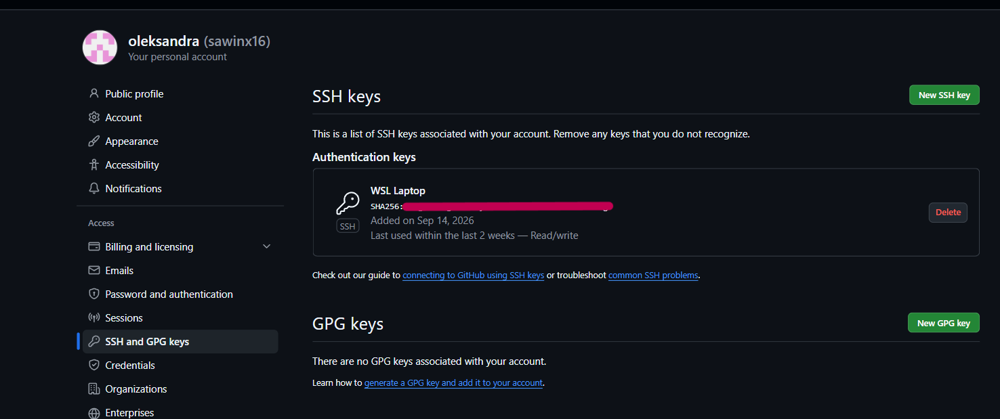 oleksandra (sawinx16)
Your personal account
Public profile
Account
Appearance
Accessibility
Notifications
Access
Billing and licensing
Emails
Password and authentication
Sessions
SSH and GPG keys
Credentials
Organizations
Enterprises
SSH keys
New SSH key
This is a list of SSH keys associated with your account. Remove any keys that you do not recognize.
Authentication keys
WSL Laptop
SHA256:
Added on Sep 14, 2026
SSH
Last used within the last 2 weeks — Read/write
Delete
Check out our guide to connecting to GitHub using SSH keys or troubleshoot common SSH problems.
GPG keys
New GPG key
There are no GPG keys associated with your account.
Learn how to generate a GPG key and add it to your account.